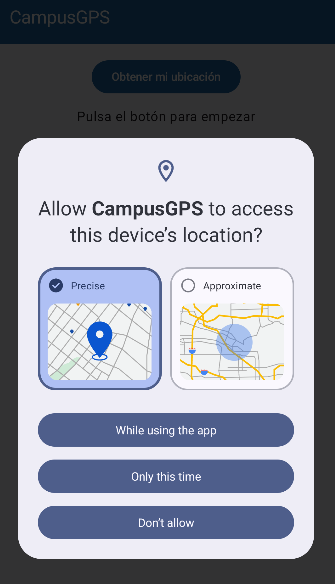 CampusGPS
Obtener mi ubicación
Pulsa el botón para empezar
Allow CampusGPS to access
this device's location?
Precise
Approximate
While using the app
Only this time
Don't allow